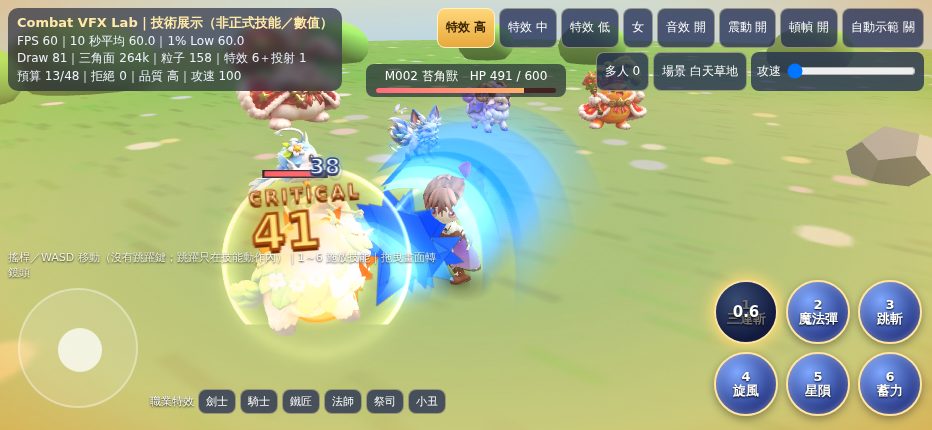 Combat VFX Lab｜技術展示（非正式技能／數值）
FPS 60｜10 秒平均 60.0｜1% Low 60.0
Draw 81｜三角面 264k｜粒子 158｜特效 6＋投射 1
預算 13/48｜拒絕 0｜品質 高｜攻速 100
特效 高
特效 中
特效 低
女
音效 開
震動 開
頓幀 開
自動示範 關
多人 0
場景 白天草地
攻速
M002 苔角獸 HP 491 / 600
38
CRITICAL
41
搖桿／WASD 移動（沒有跳躍鍵，跳躍只在技能動作內）｜1～6 施放技能｜拖曳畫面轉
鏡頭
1
三連斬
0.6
2
魔法彈
3
跳斬
4
旋風
5
星隕
6
蓄力
職業特效
劍士
騎士
鐵匠
法師
祭司
小丑